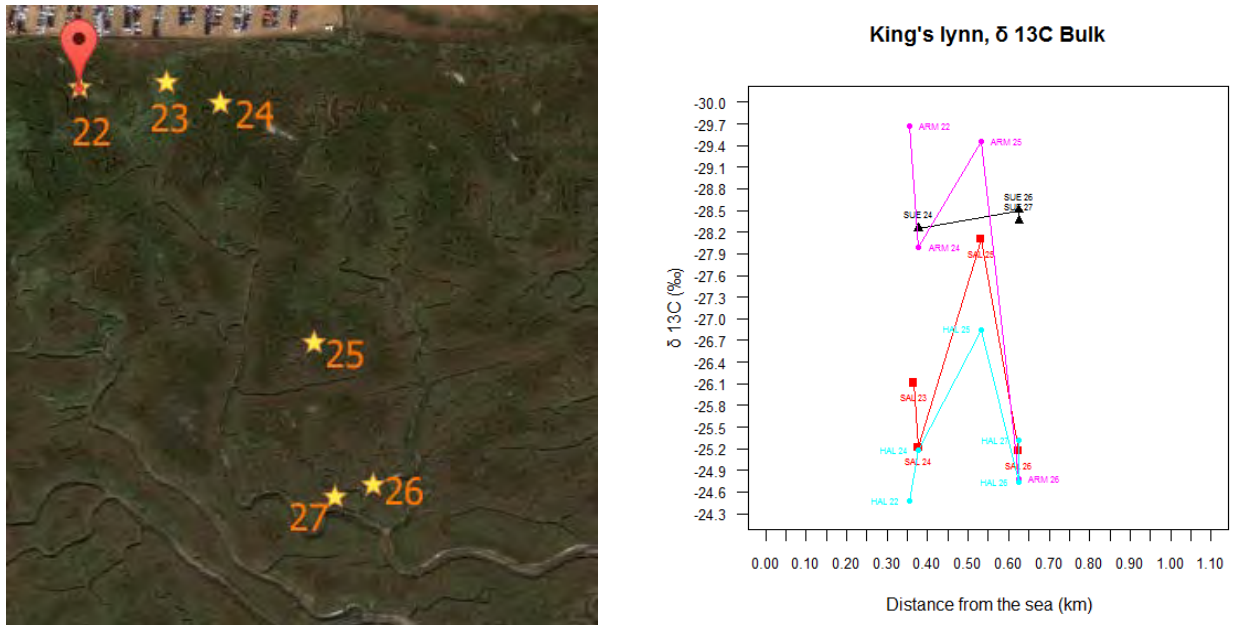 22
23
24
25
26
27
King's lynn, δ 13C Bulk
-30.0
-29.7
-29.4
-29.1
-28.8
-28.5
-28.2
-27.9
-27.6
-27.3
-27.0
-26.7
-26.4
-26.1
-25.8
-25.5
-25.2
-24.9
-24.6
-24.3
δ 13C (‰)
ARM 22
ARM 25
SUE 26
SUE 27
SUE 24
ARM 24
SAL 25
HAL 25
SAL 23
HAL 24
SAL 24
HAL 27
SAL 26
HAL 26
ARM 26
HAL 22
0.00 0.10 0.20 0.30 0.40 0.50 0.60 0.70 0.80 0.90 1.00 1.10
Distance from the sea (km)